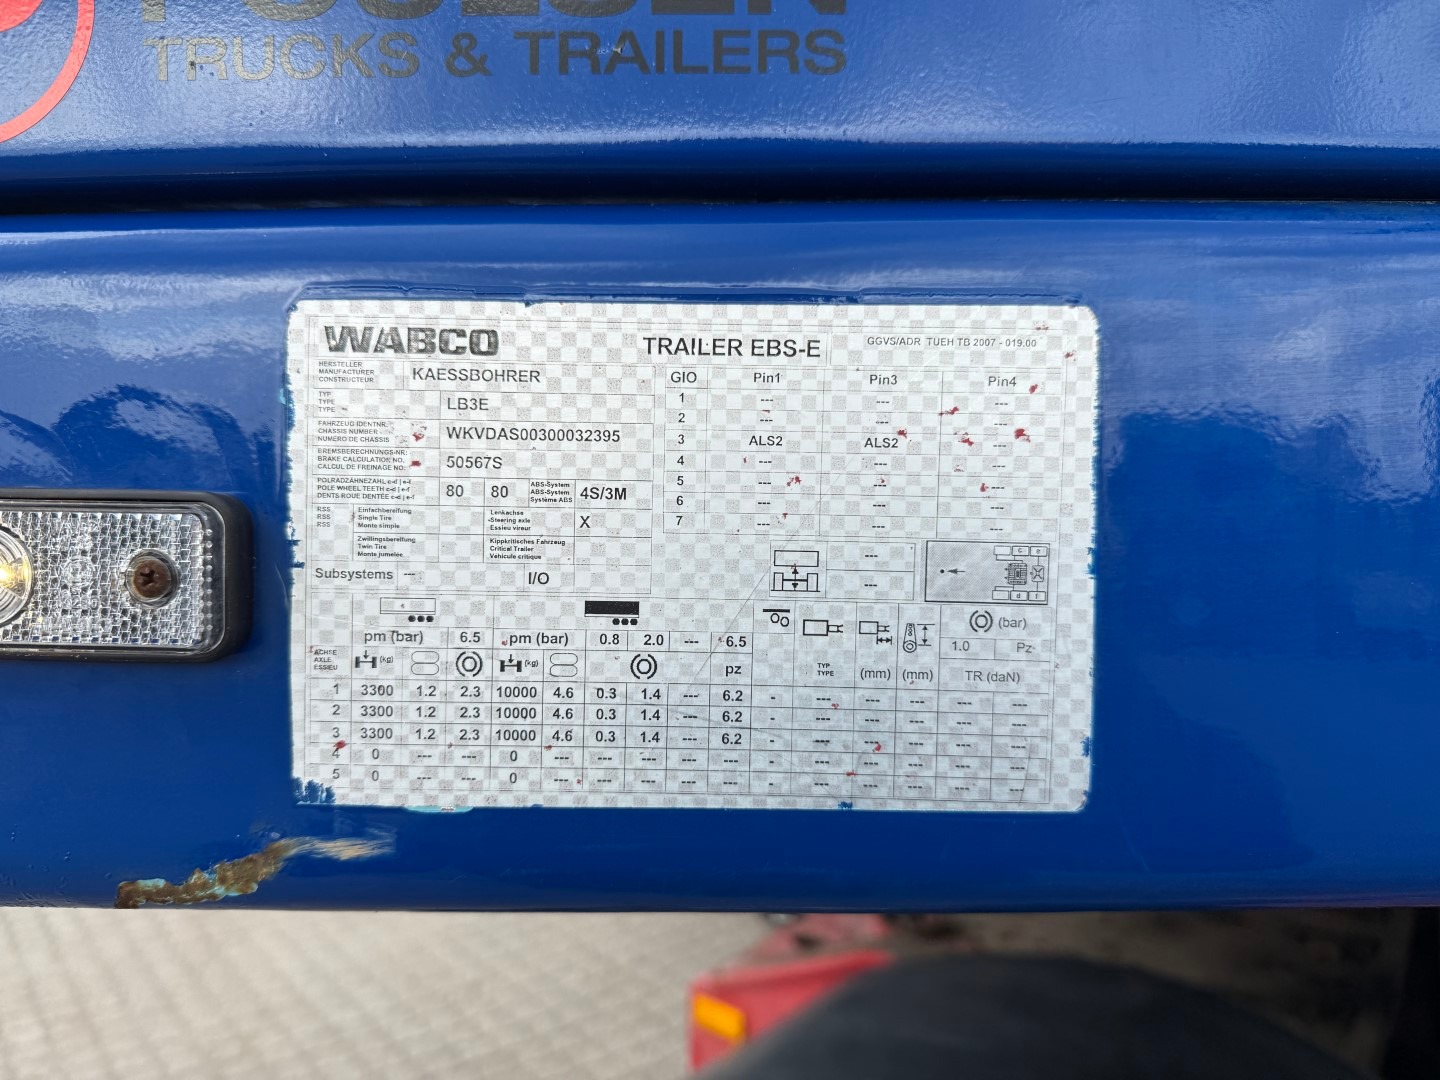 TRUCKS & TRAILERS
WABCO TRAILER EBS-E GGVS/ADR TUEH TB 2007 - 019.00
HERSTELLER
MANUFACTURER
CONSTRUCTEUR
KAESSBOHRER
TYP
TYPE
TYPE
LB3E
FAHRZEUG IDENTNR.
CHASSIS NUMBER
NUMERO DE CHASSIS
WKVDAS00300032395
BREMSBERECHNUNGS-NR:
BRAKE CALCULATION NO.
CALCUL DE FREINAGE NO:
50567S
POLRADZÄHNEZAHL c-d | e-f
POLE WHEEL TEETH c-d | e-f
DENTS ROUE DENTÉE c-d | e-f
80 80
ABS-System
ABS-System
Système ABS
4S/3M
RSS
RSS
RSS
Einfachbereifung
Single Tire
Monte simple
Lenkachse
-Steering axle
Essieu vireur
X
Zwillingsbereifung
Twin Tire
Monte jumelée
Kippkritisches Fahrzeug
Critical Trailer
Véhicule critique
Subsystems --- I/O
GIO Pin1 Pin3 Pin4
1 --- --- ---
2 --- --- ---
3 ALS2 ALS2 ---
4 --- --- ---
5 --- --- ---
6 --- --- ---
7 --- --- ---
---
---
C e
d f
pm (bar) 6.5 pm (bar) 0.8 2.0 --- 6.5
(bar)
1.0 Pz
ACHSE
AXLE
ESSIEU
(kg) (kg) pz
TYP
TYPE
(mm) (mm) TR (daN)
1 3300 1.2 2.3 10000 4.6 0.3 1.4 --- 6.2 - --- --- --- --- ---
2 3300 1.2 2.3 10000 4.6 0.3 1.4 --- 6.2 - --- --- --- --- ---
3 3300 1.2 2.3 10000 4.6 0.3 1.4 --- 6.2 - --- --- --- --- ---
4 0 --- --- 0 --- --- --- --- --- - --- --- --- --- ---
5 0 --- --- 0 --- --- --- --- --- - --- --- --- --- ---